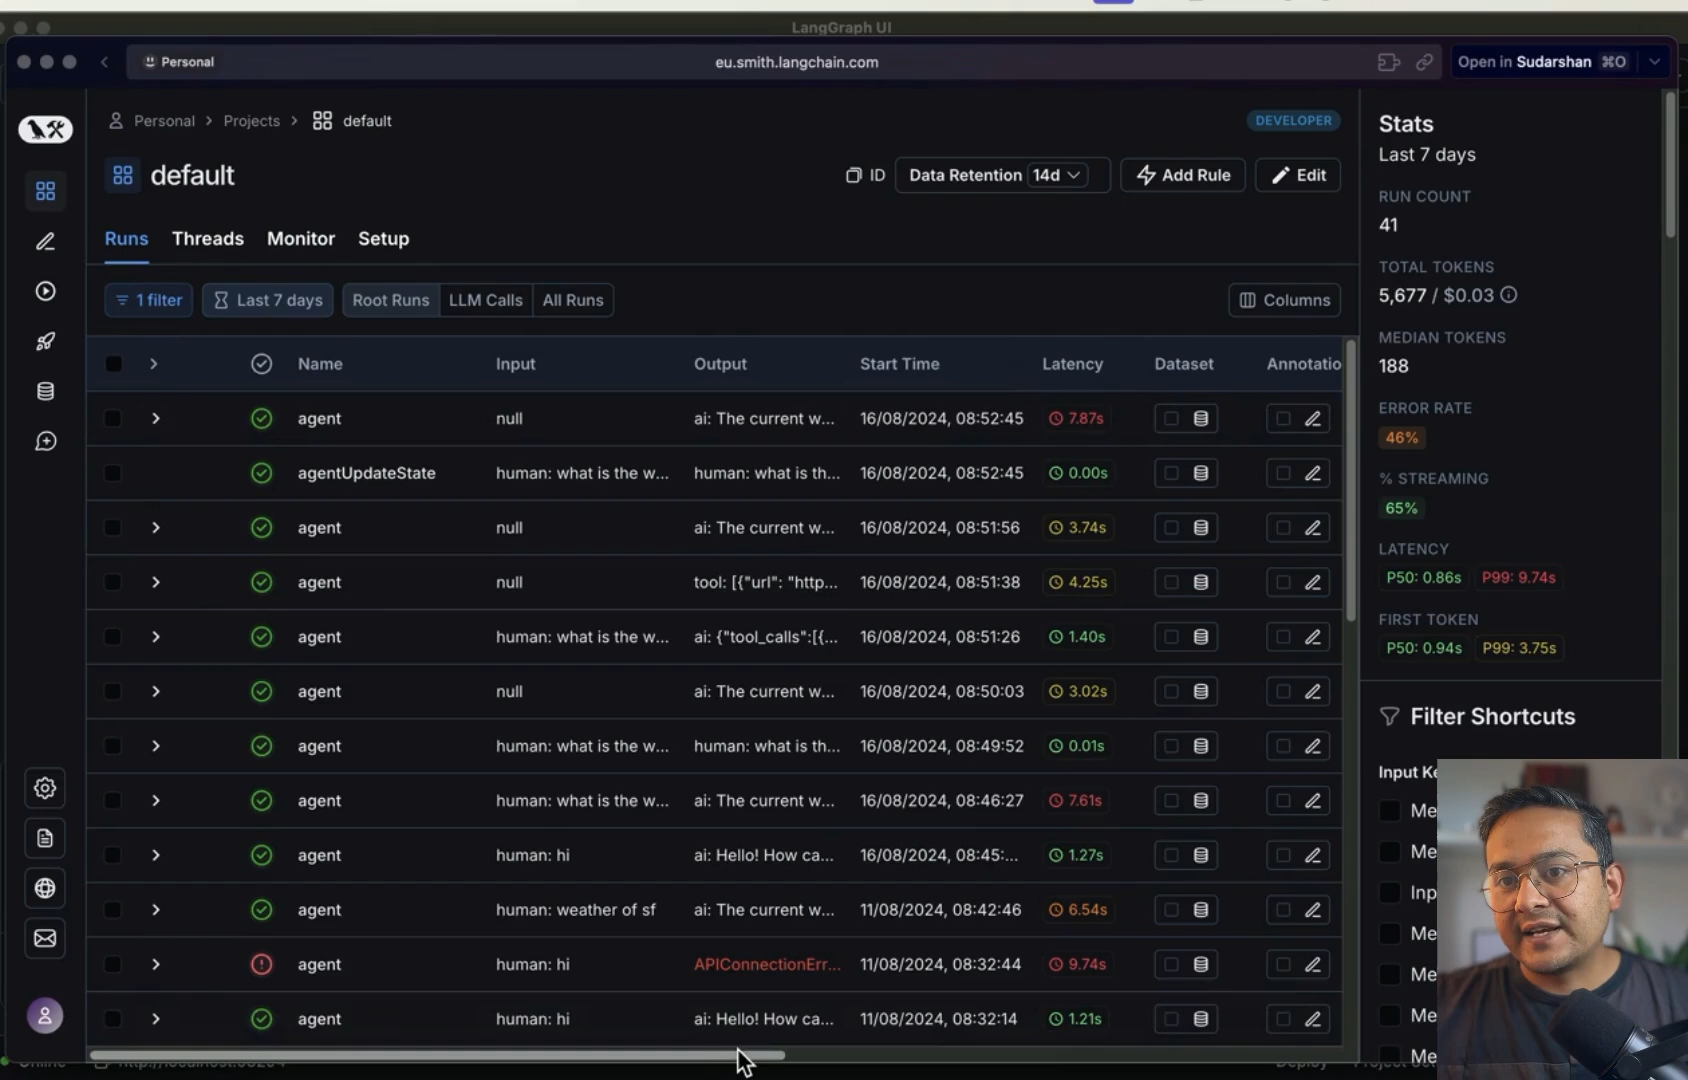 LangGraph UI
Personal
eu.smith.langchain.com
Open in Sudarshan ⌘O
Personal > Projects > default
DEVELOPER
default
ID
Data Retention 14d
Add Rule
Edit
Runs Threads Monitor Setup
1 filter
Last 7 days
Root Runs LLM Calls All Runs
Columns
Name Input Output Start Time Latency Dataset Annotatio
agent null ai: The current w... 16/08/2024, 08:52:45 7.87s
agentUpdateState human: what is the w... human: what is th... 16/08/2024, 08:52:45 0.00s
agent null ai: The current w... 16/08/2024, 08:51:56 3.74s
agent null tool: [{"url": "http... 16/08/2024, 08:51:38 4.25s
agent human: what is the w... ai: {"tool_calls":[{... 16/08/2024, 08:51:26 1.40s
agent null ai: The current w... 16/08/2024, 08:50:03 3.02s
agent human: what is the w... human: what is th... 16/08/2024, 08:49:52 0.01s
agent human: what is the w... ai: The current w... 16/08/2024, 08:46:27 7.61s
agent human: hi ai: Hello! How ca... 16/08/2024, 08:45:... 1.27s
agent human: weather of sf ai: The current w... 11/08/2024, 08:42:46 6.54s
agent human: hi APIConnectionErr... 11/08/2024, 08:32:44 9.74s
agent human: hi ai: Hello! How ca... 11/08/2024, 08:32:14 1.21s
Stats
Last 7 days
RUN COUNT
41
TOTAL TOKENS
5,677 / $0.03
MEDIAN TOKENS
188
ERROR RATE
46%
% STREAMING
65%
LATENCY
P50: 0.86s P99: 9.74s
FIRST TOKEN
P50: 0.94s P99: 3.75s
Filter Shortcuts
Input Ke
Me
Me
Inp
Me
Me
Me
Me